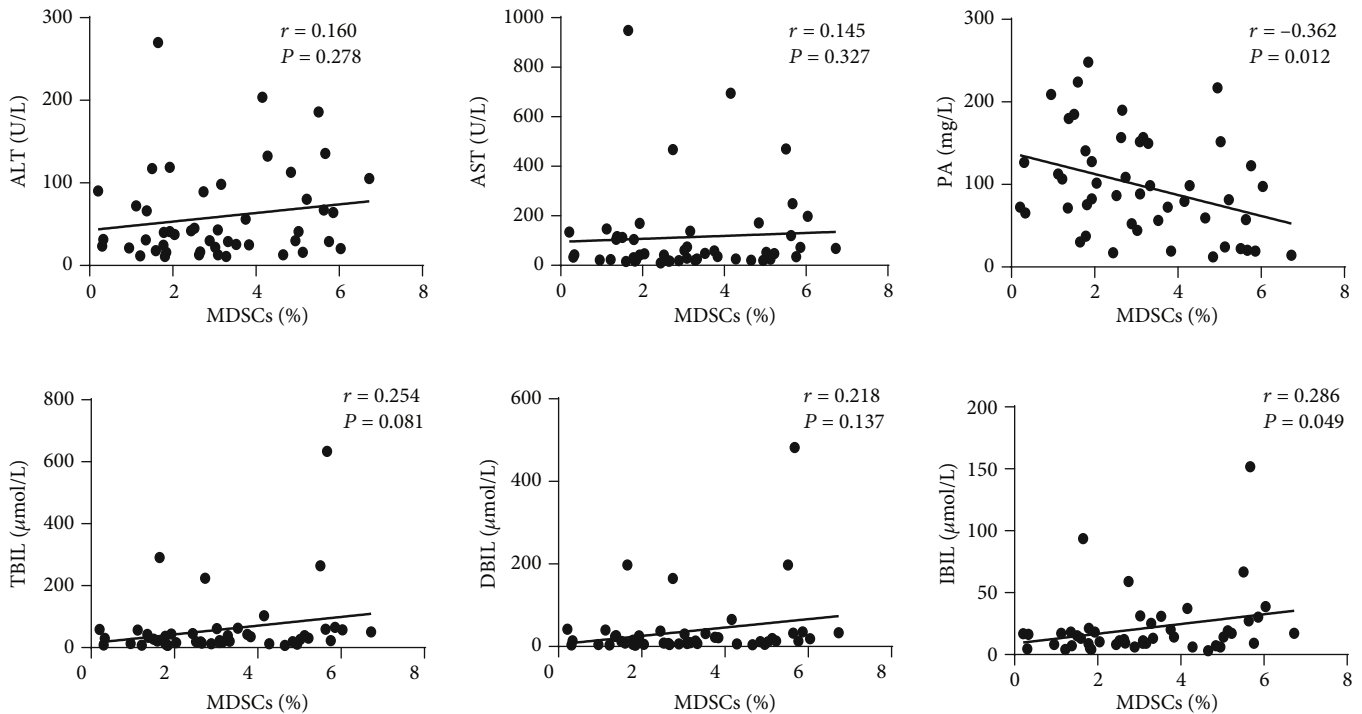 r = 0.160
P = 0.278
ALT (U/L)
300
200
100
0
0 2 4 6 8
MDSCs (%)
r = 0.145
P = 0.327
AST (U/L)
1000
800
600
400
200
0
0 2 4 6 8
MDSCs (%)
r = –0.362
P = 0.012
PA (mg/L)
300
200
100
0
0 2 4 6 8
MDSCs (%)
r = 0.254
P = 0.081
TBIL (µmol/L)
800
600
400
200
0
0 2 4 6 8
MDSCs (%)
r = 0.218
P = 0.137
DBIL (µmol/L)
600
400
200
0
0 2 4 6 8
MDSCs (%)
r = 0.286
P = 0.049
IBIL (µmol/L)
200
150
100
50
0
0 2 4 6 8
MDSCs (%)